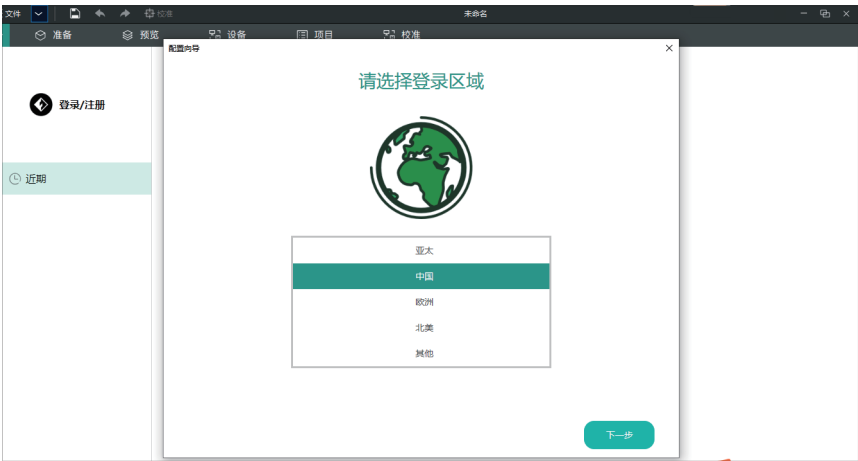 文件 校准 未命名
准备 预览 设备 项目 校准
配置向导
请选择登录区域
登录/注册
近期
亚太
中国
欧洲
北美
其他
下一步